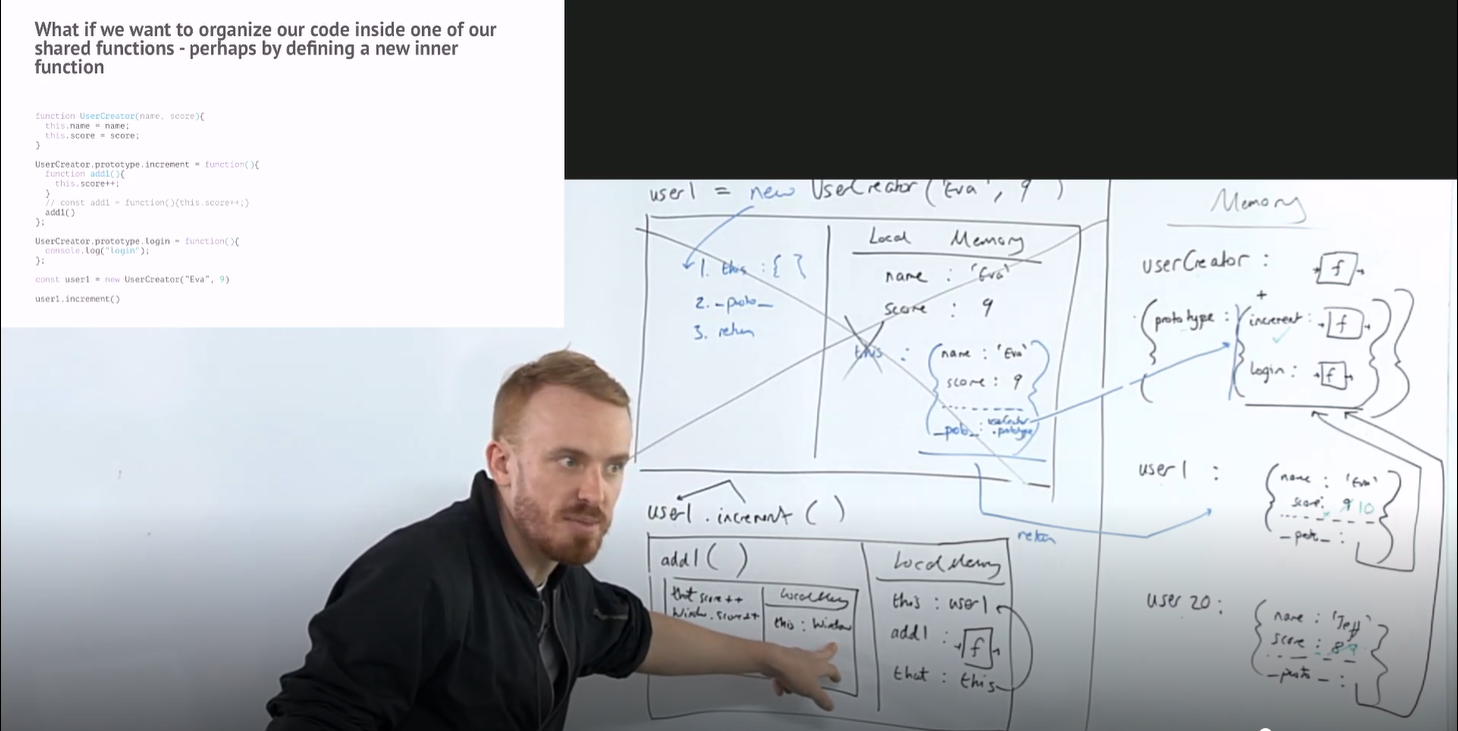 What if we want to organize our code inside one of our
shared functions - perhaps by defining a new inner
function
function UserCreator(name, score){
this.name = name;
this.score = score;
}
UserCreator.prototype.increment = function(){
function add1(){
this.score++;
}
// const add1 = function(){this.score++;}
add1()
};
UserCreator.prototype.login = function(){
console.log("login");
};
const user1 = new UserCreator("Eva", 9)
user1.increment()
user1 = new UserCreator('Eva', 9)
Local Memory
1. this : { }
2. _proto_
3. return
name : 'Eva'
score : 9
this :
name : 'Eva'
score : 9
return
user1.increment()
add1()
Local Memory
that score++
Window.score++
Local Mem
this : Window
this : user1
add1 : f
that : this
Memory
userCreator : f
+
prototype : { increment : f
login : f
user1 :
name : 'Eva'
score : 9 10
_proto_ :
user 20 :
name : 'Jeff'
score : 8 9
_proto_ :